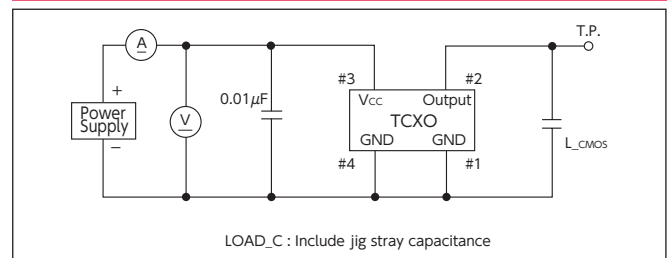 T.P.
A
#3
#2
+
0.01μF
Vcc Output
Power
Supply
V
TCXO
GND GND
L_CMOS
−
#4
#1
LOAD_C : Include jig stray capacitance